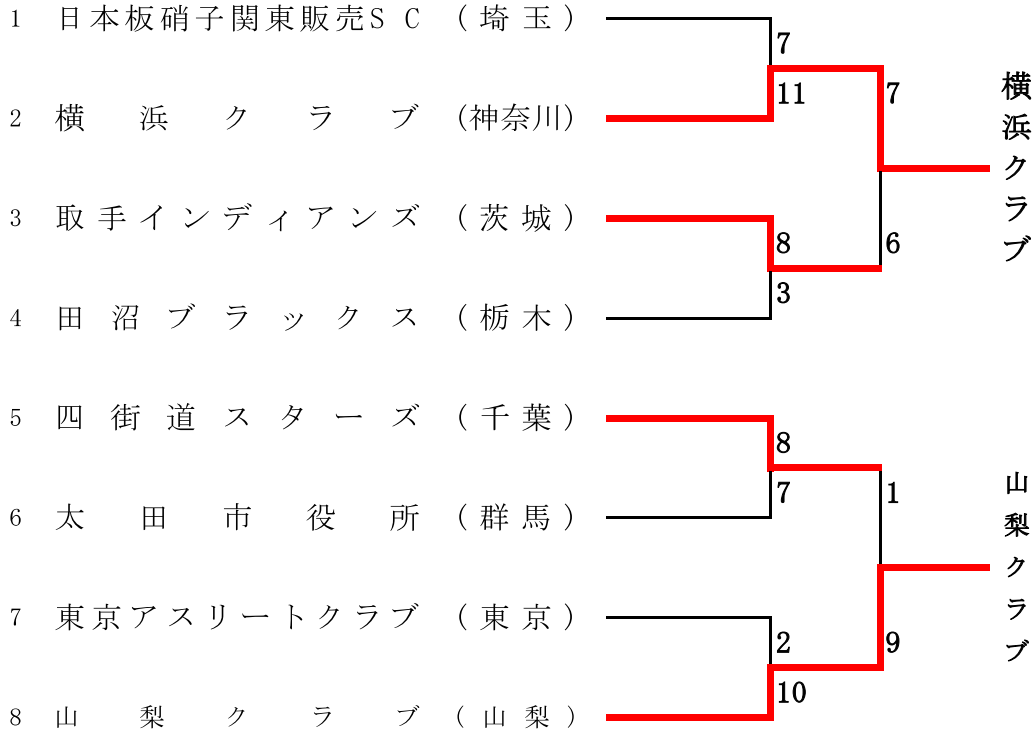 1 日本板硝子関東販売SC (埼玉)
7
11
2 横浜クラブ (神奈川)
7
横浜クラブ
3 取手インディアンズ (茨城)
8
3
6
4 田沼ブラックス (栃木)
5 四街道スターズ (千葉)
8
7
1
6 太田市役所 (群馬)
山梨クラブ
7 東京アスリートクラブ (東京)
2
10
9
8 山梨クラブ (山梨)